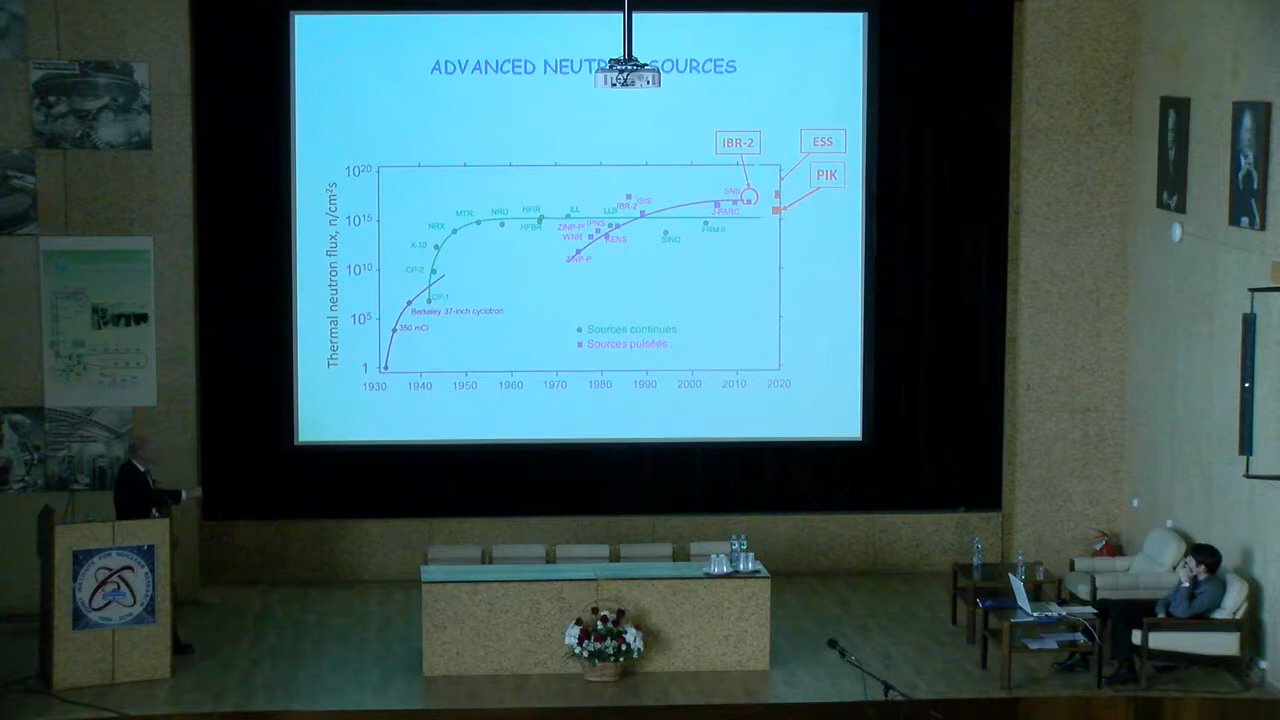 ADVANCED NEUTR SOURCES
IBR-2
ESS
PIK
Thermal neutron flux, n/cm²s
10²⁰
10¹⁵
10¹⁰
10⁵
1
1930 1940 1950 1960 1970 1980 1990 2000 2010 2020
350 mCi
Berkeley 37-inch cyclotron
CP-1
CP-2
X-10
NRX
MTR
NRU
HFIR
HFBR
ILL
LLB
SINQ
FRM-II
ZINP-P
ZINP-P'
WNR
IPNS
KENS
IBR-2
ISIS
SNS
J-PARC
Sources continues
Sources pulsées